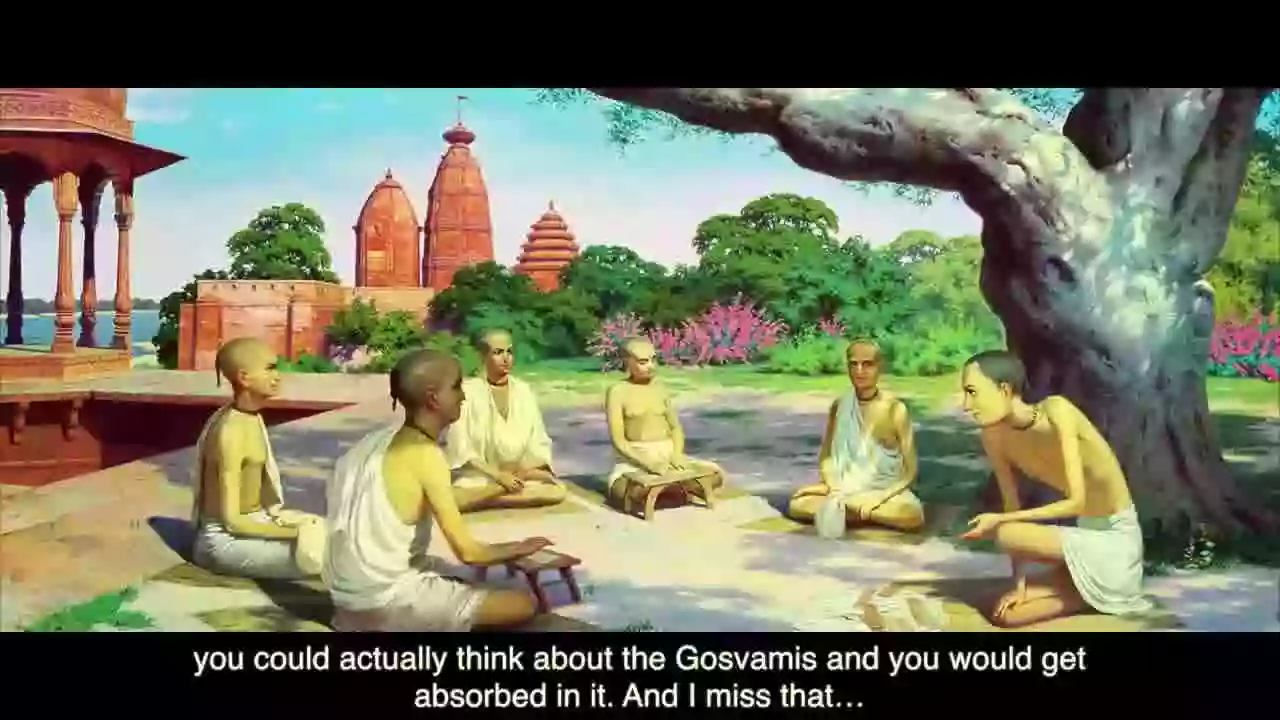 you could actually think about the Gosvamis and you would get
absorbed in it. And I miss that…